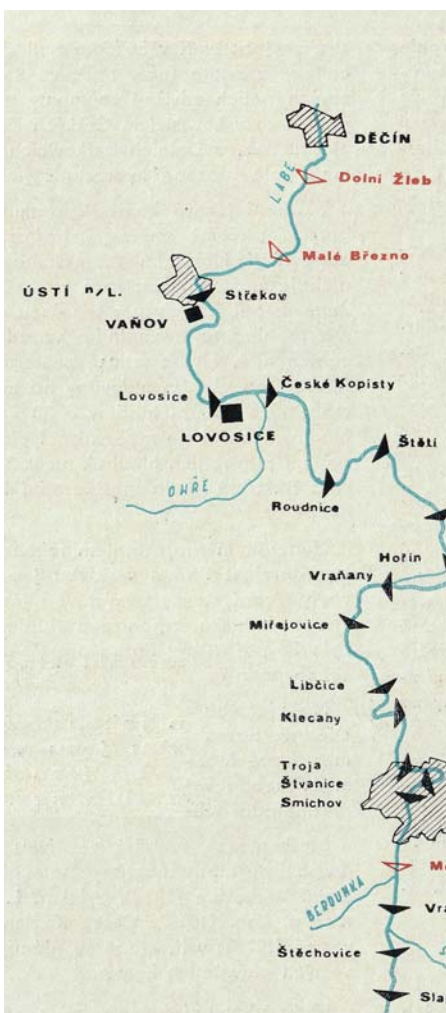 DĚČÍN
LABE
Dolní Žleb
Malé Březno
ÚSTÍ n/L.
Střekov
VAŇOV
České Kopisty
Lovosice
LOVOSICE
Štětí
OHŘE
Roudnice
Hořín
Vraňany
Miřejovice
Libčice
Klecany
Troja
Štvanice
Smíchov
BEROUNKA
Štěchovice